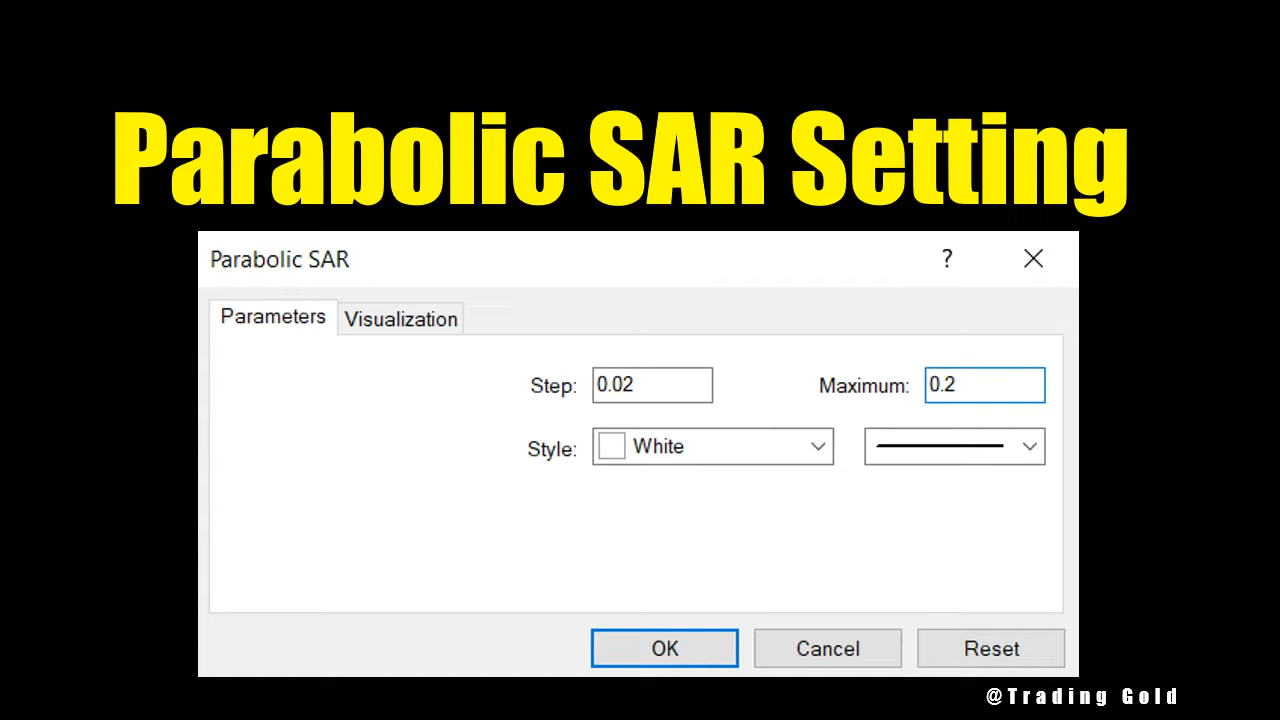 Parabolic SAR Setting
Parabolic SAR ?
Parameters Visualization
Step: 0.02 Maximum: 0.2
Style: White
OK Cancel Reset
@Trading Gold